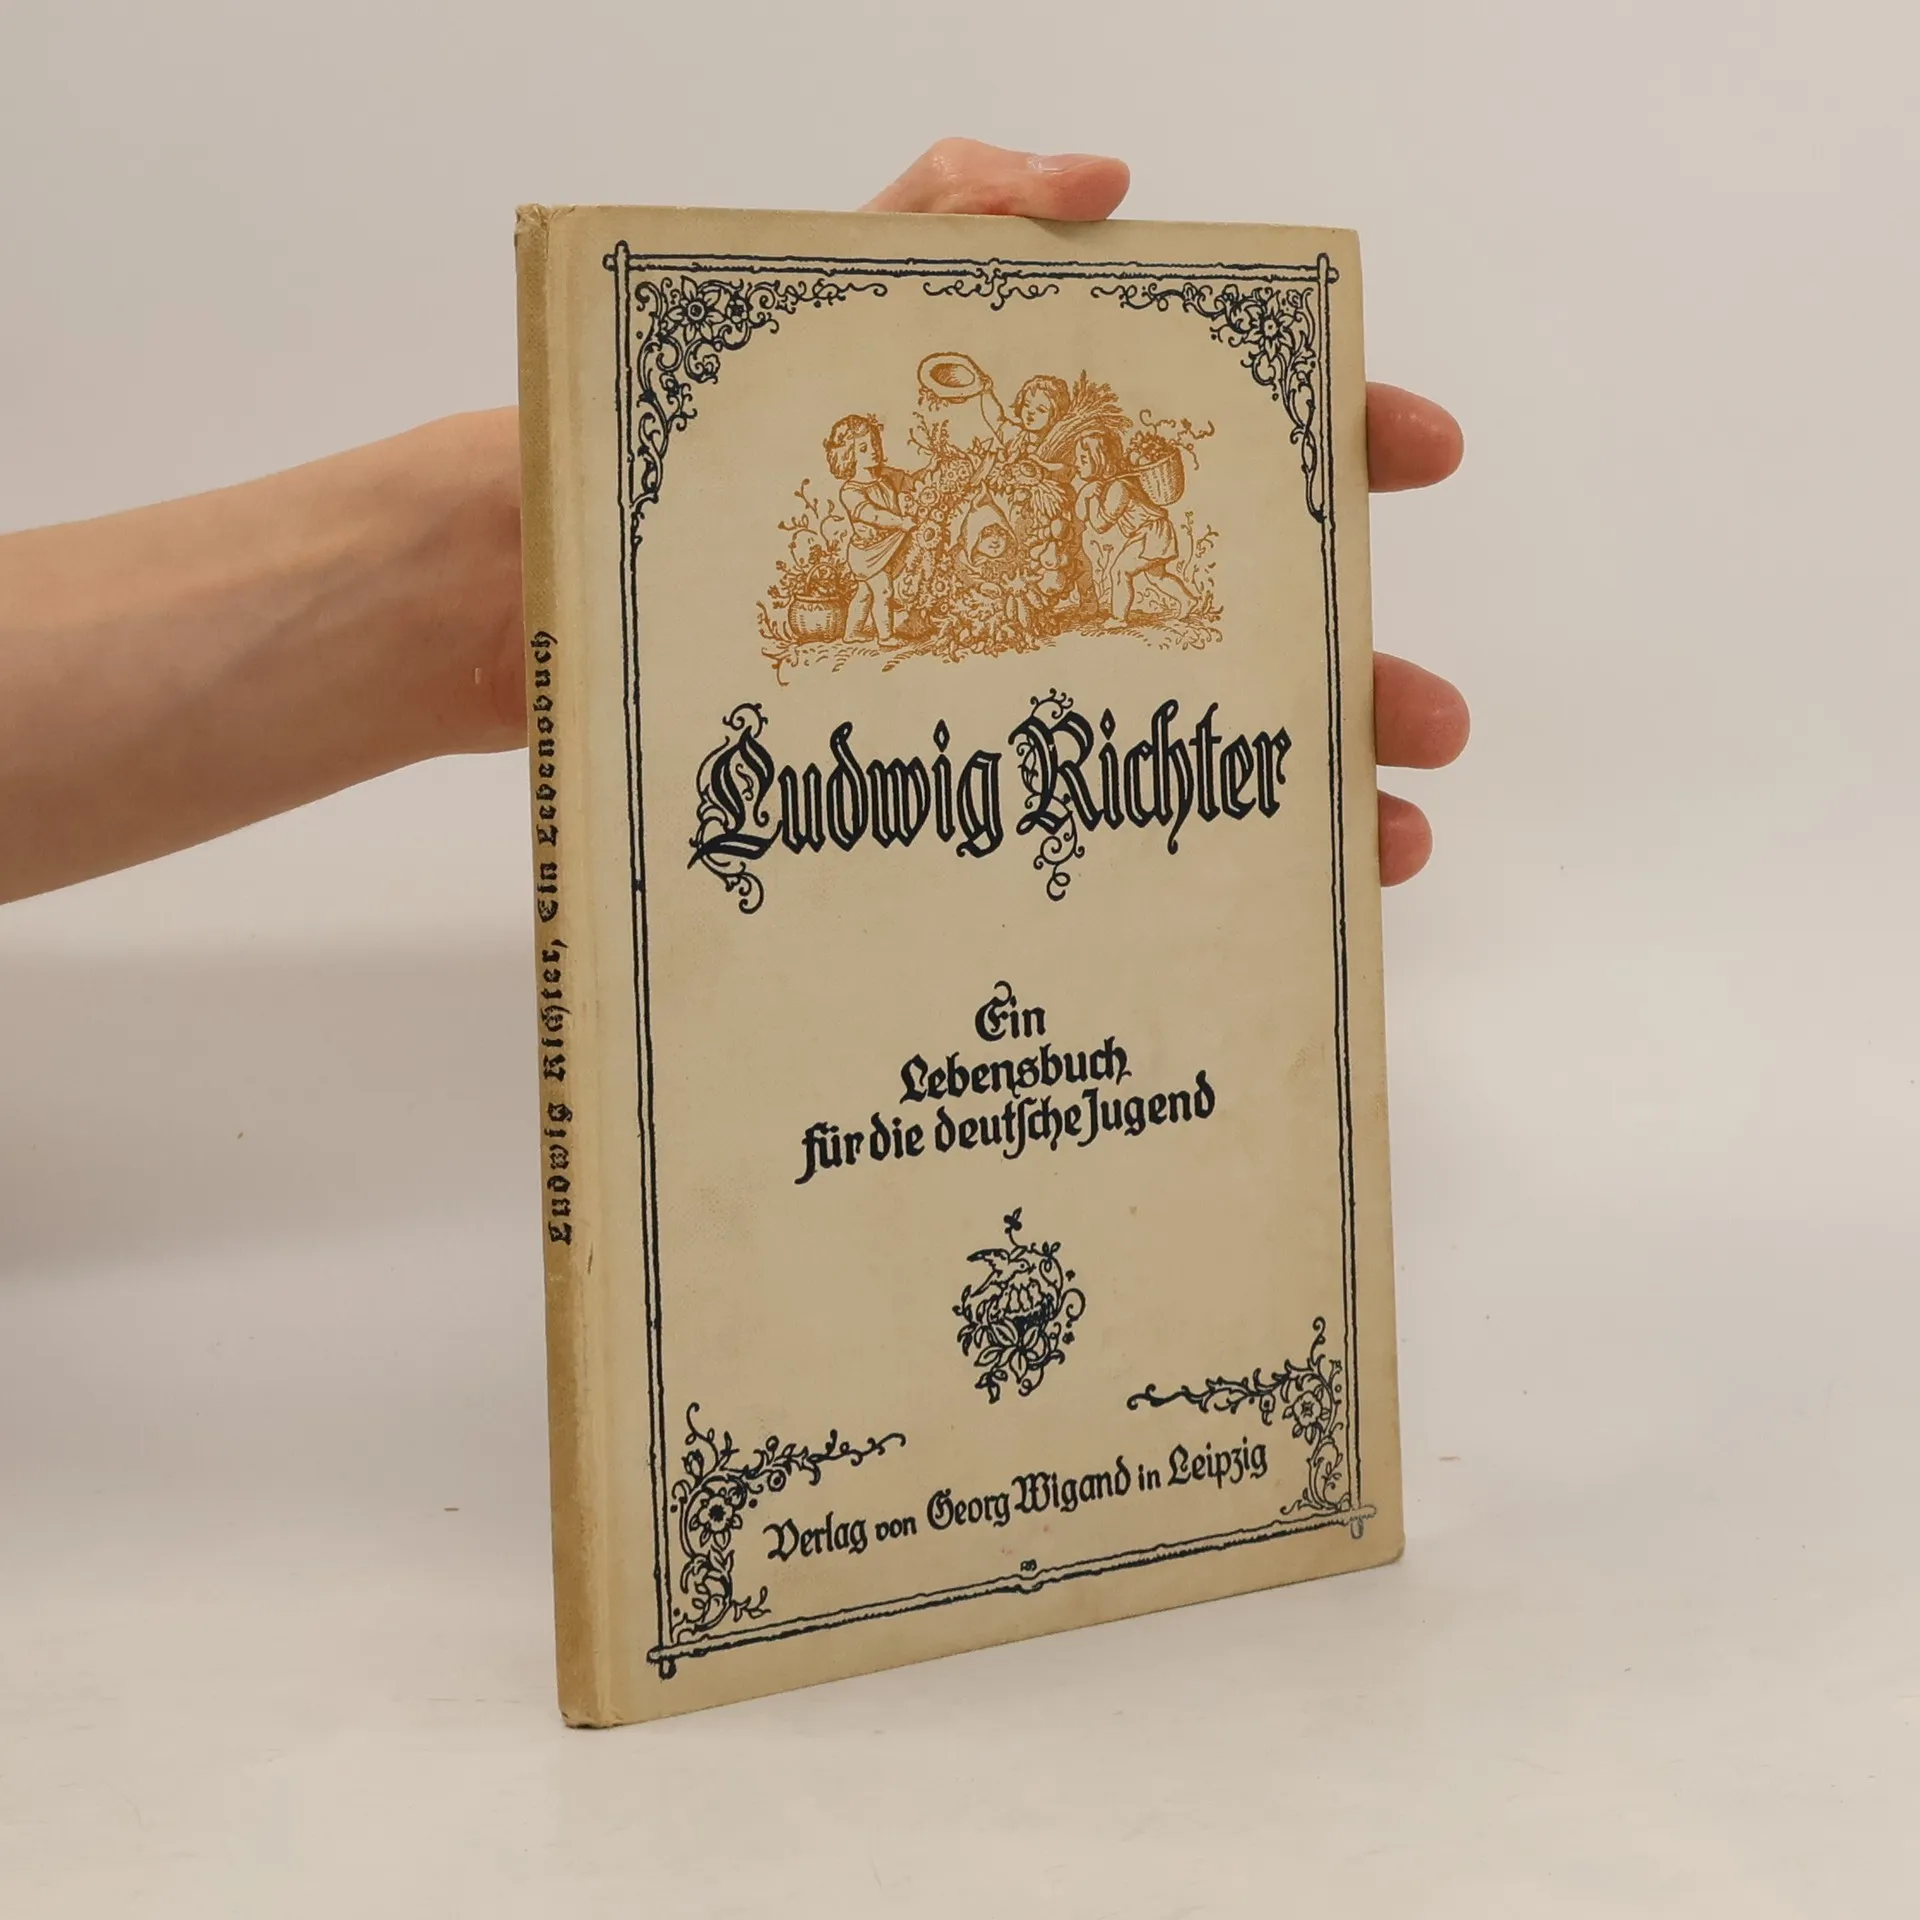 Ludwig Richter
Ein
Lebensbuch
für die deutſche Jugend
Verlag von Georg Wigand in Leipzig
Ludwig Richter, Ein Lebensbuch